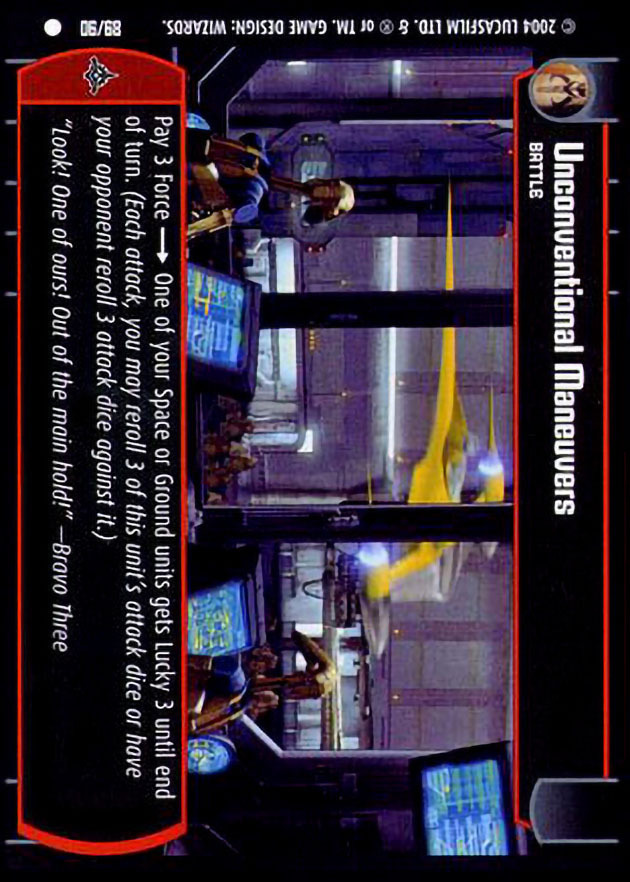 Unconventional Maneuvers
BATTLE
Pay 3 Force → One of your Space or Ground units gets Lucky 3 until end
of turn. (Each attack, you may reroll 3 of this unit's attack dice or have
your opponent reroll 3 attack dice against it.)
"Look! One of ours! Out of the main hold!" —Bravo Three
© 2004 LUCASFILM LTD. & ® or TM. GAME DESIGN: WIZARDS.
89/90